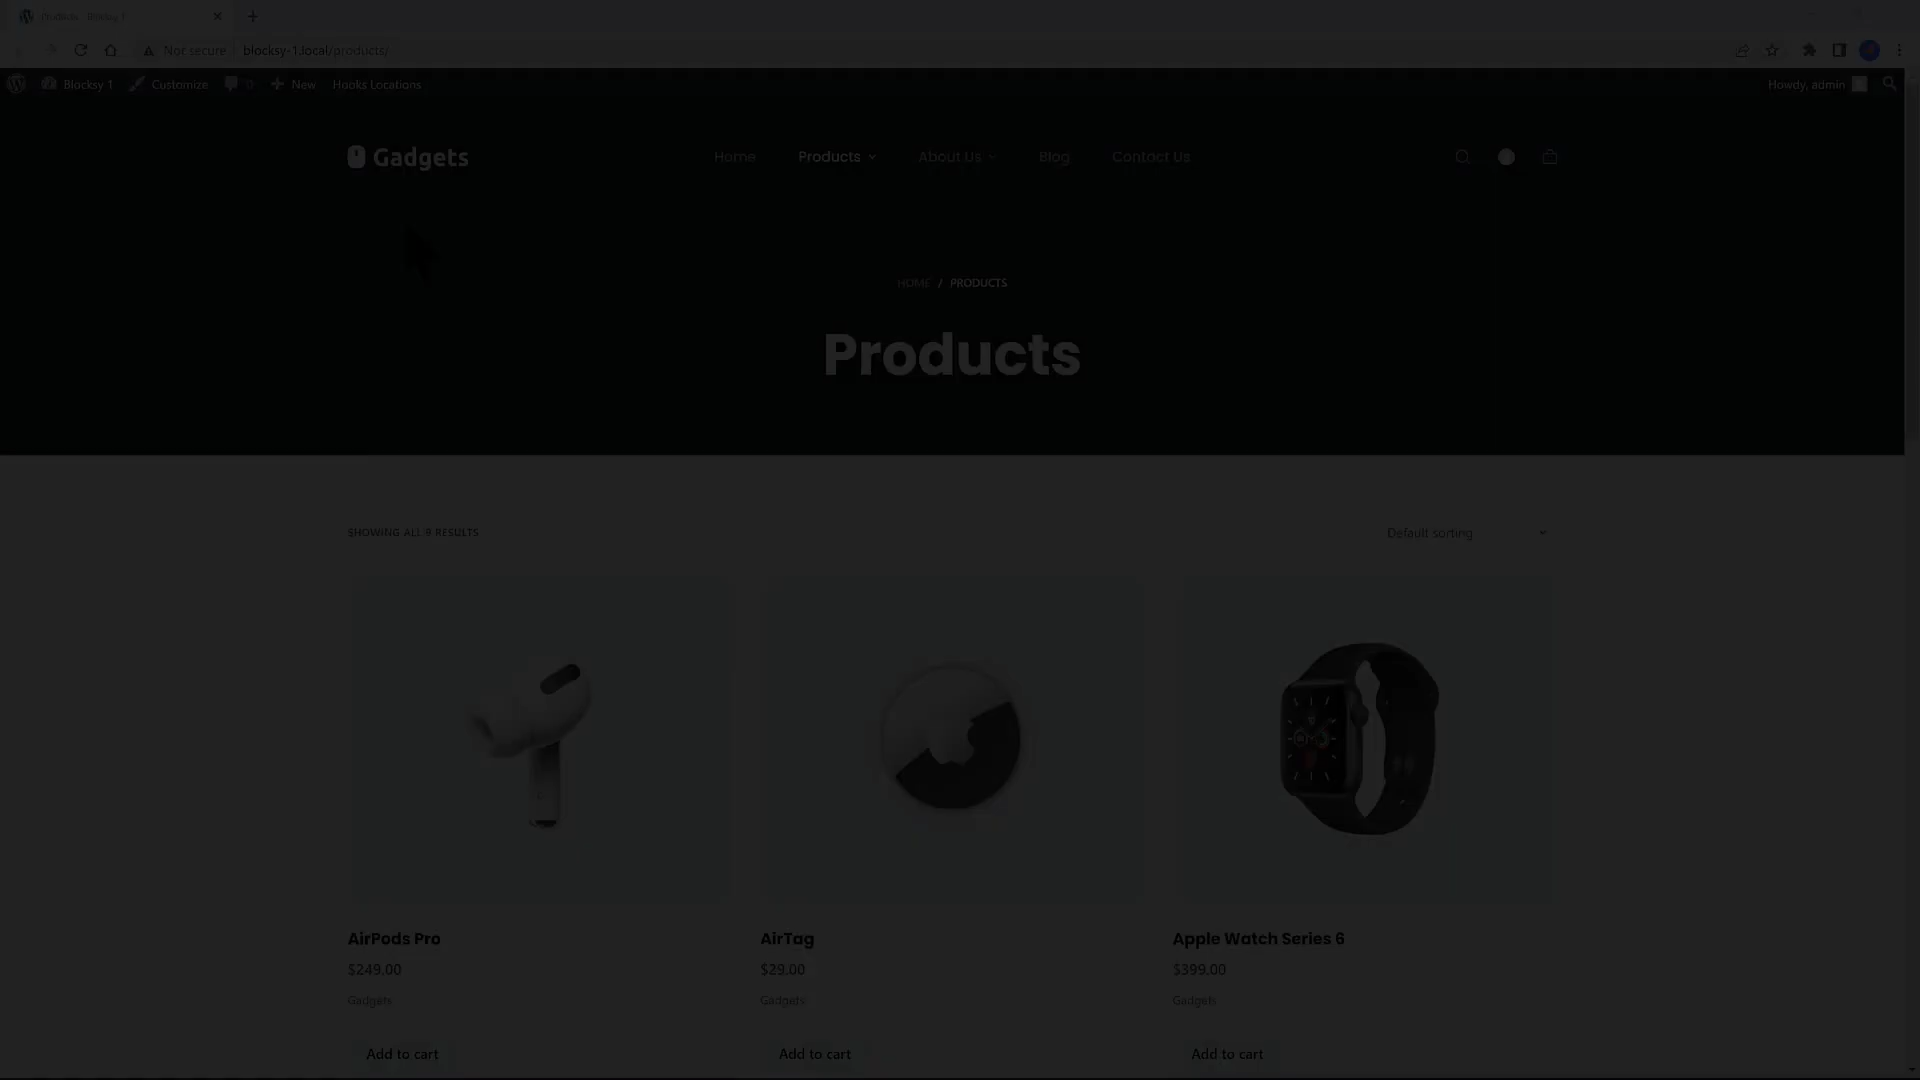 Not secure blocksy-1.local/products/
Blocksy 1 Customize 0 New Hooks Locations Howdy, admin
Gadgets Home Products About Us Blog Contact Us
HOME / PRODUCTS
Products
SHOWING ALL 9 RESULTS Default sorting
AirPods Pro AirTag Apple Watch Series 6
$249.00 $29.00 $399.00
Gadgets Gadgets Gadgets
Add to cart Add to cart Add to cart